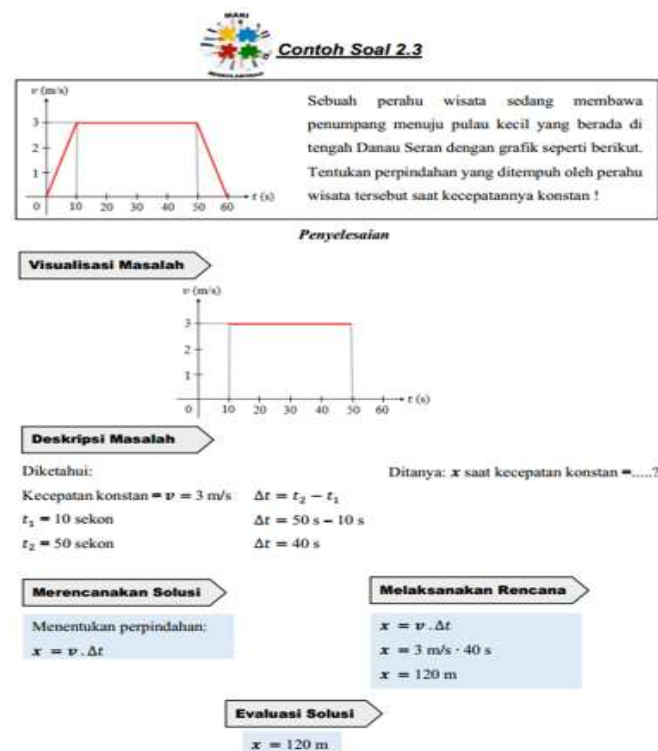 MARI
Contoh Soal 2.3
v (m/s)
3
2
1
0 10 20 30 40 50 60 t (s)
Sebuah perahu wisata sedang membawa
penumpang menuju pulau kecil yang berada di
tengah Danau Seran dengan grafik seperti berikut.
Tentukan perpindahan yang ditempuh oleh perahu
wisata tersebut saat kecepatannya konstan !
Penyelesaian
Visualisasi Masalah
v (m/s)
3
2
1
0 10 20 30 40 50 60 t (s)
Deskripsi Masalah
Diketahui:
Ditanya: x saat kecepatan konstan =.....?
Kecepatan konstan = v = 3 m/s Δt = t₂ − t₁
t₁ = 10 sekon Δt = 50 s − 10 s
t₂ = 50 sekon Δt = 40 s
Merencanakan Solusi
Menentukan perpindahan:
x = v . Δt
Melaksanakan Rencana
x = v . Δt
x = 3 m/s · 40 s
x = 120 m
Evaluasi Solusi
x = 120 m